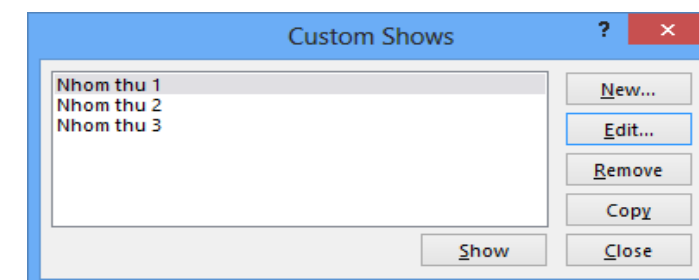 Custom Shows
?
×
Nhom thu 1
Nhom thu 2
Nhom thu 3
New...
Edit...
Remove
Copy
Show
Close